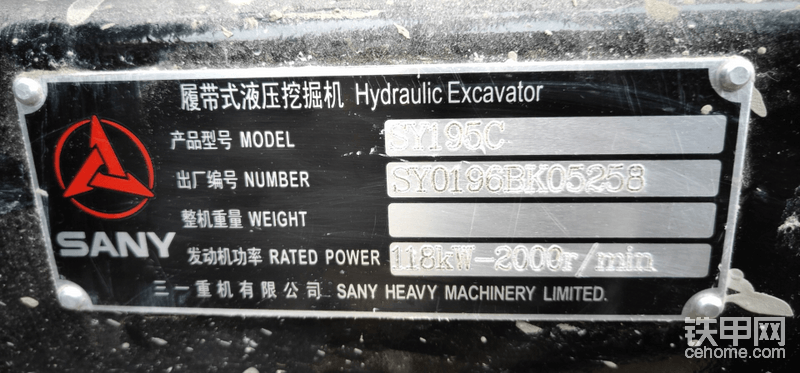 履带式液压挖掘机 Hydraulic Excavator
产品型号 MODEL SY195C
出厂编号 NUMBER SY0196BK05258
整机重量 WEIGHT
发动机功率 RATED POWER 118kW-2000r/min
SANY
三一重机有限公司 SANY HEAVY MACHINERY LIMITED.
铁甲网
cehome.com